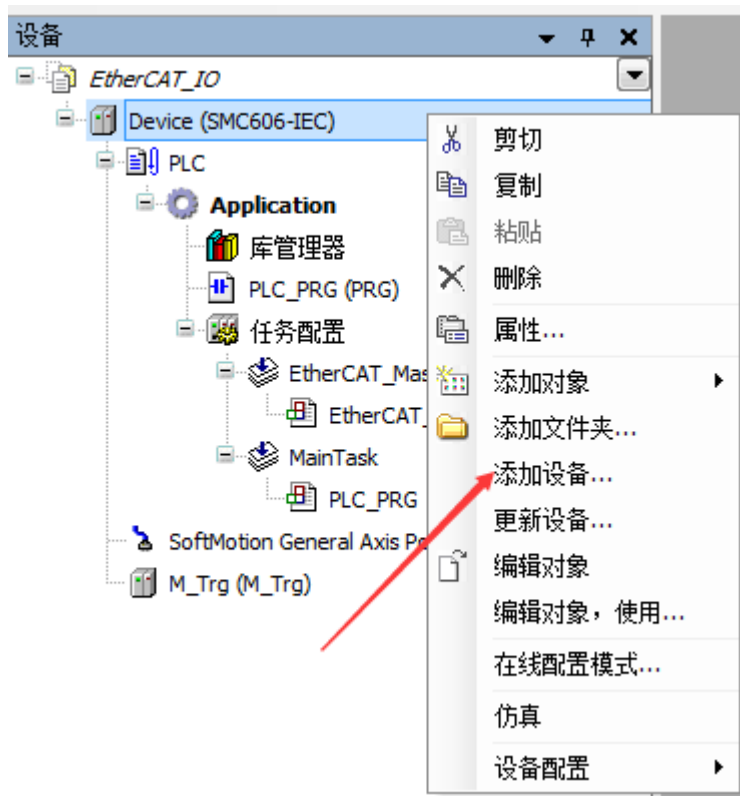 设备
EtherCAT_IO
Device (SMC606-IEC)
PLC
Application
库管理器
PLC_PRG (PRG)
任务配置
EtherCAT_Mas
EtherCAT_
MainTask
PLC_PRG
SoftMotion General Axis Po
M_Trg (M_Trg)
剪切
复制
粘贴
删除
属性...
添加对象
添加文件夹...
添加设备...
更新设备...
编辑对象
编辑对象，使用...
在线配置模式...
仿真
设备配置